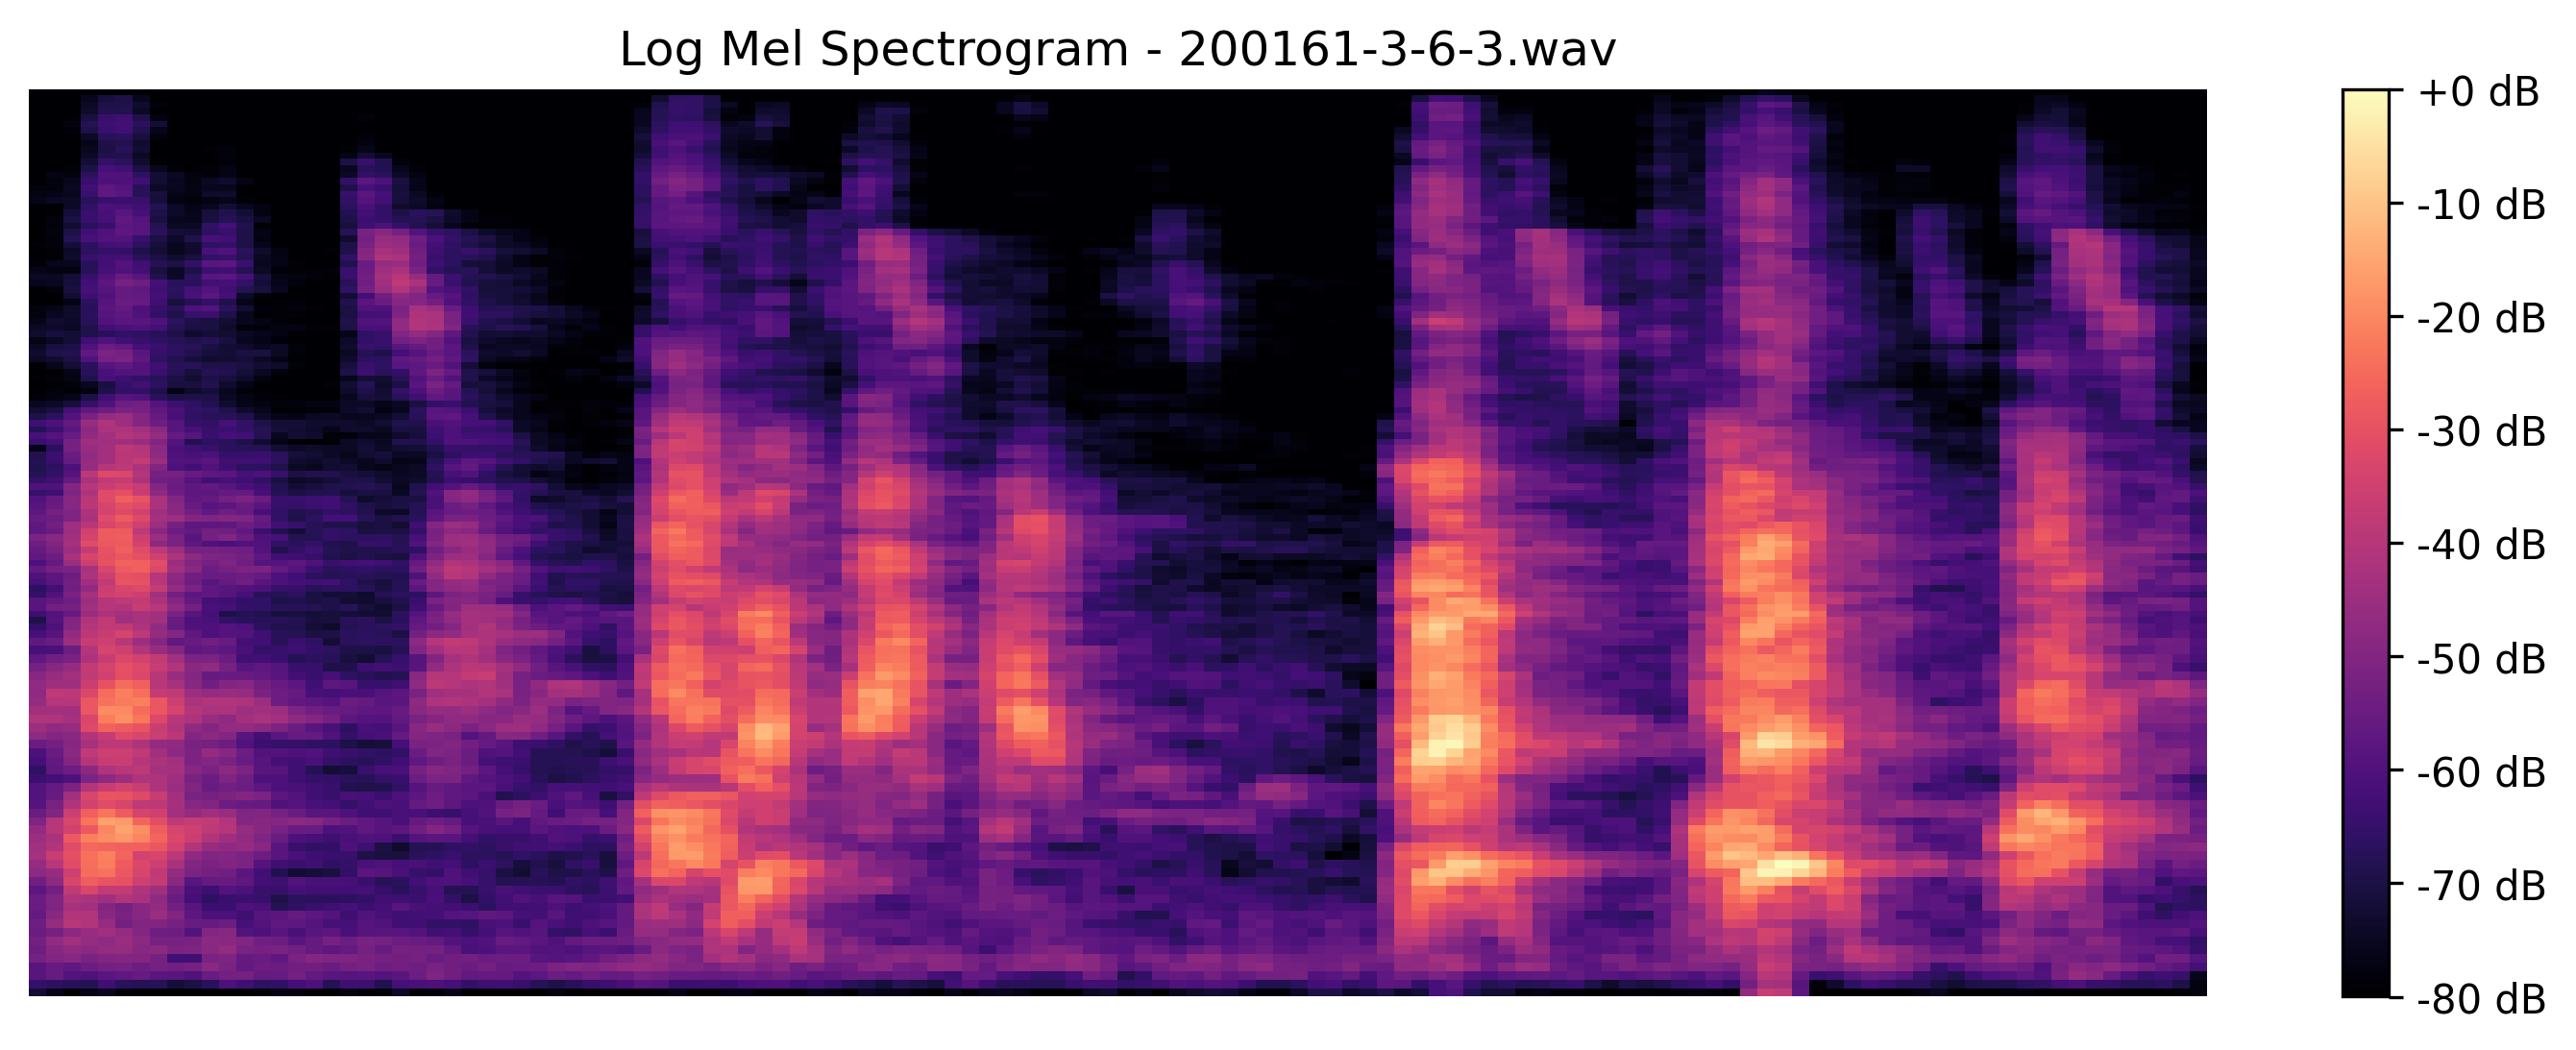 Log Mel Spectrogram - 200161-3-6-3.wav
+0 dB
-10 dB
-20 dB
-30 dB
-40 dB
-50 dB
-60 dB
-70 dB
-80 dB